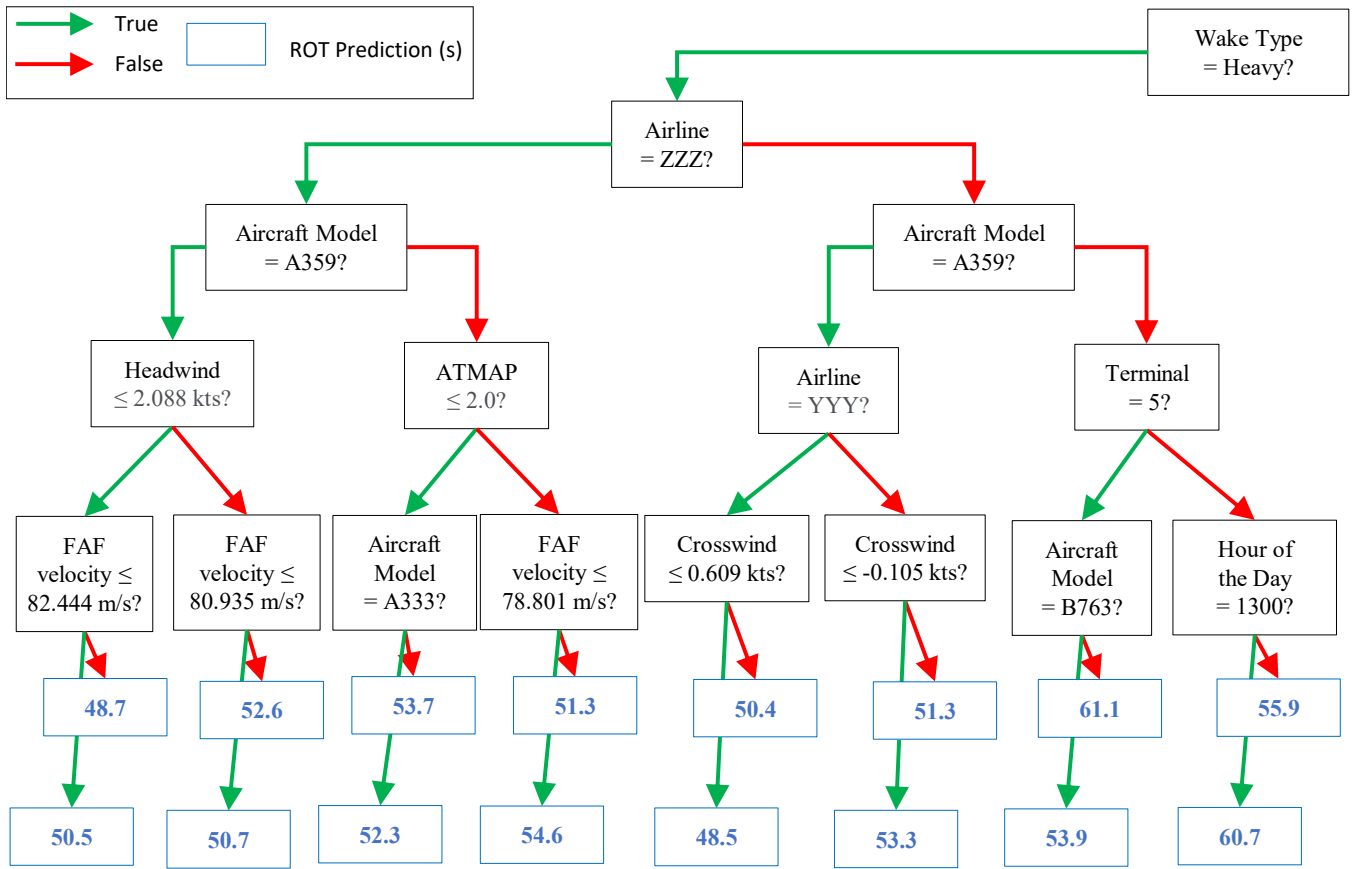 True
False
ROT Prediction (s)
Wake Type
= Heavy?
Airline
= ZZZ?
Aircraft Model
= A359?
Aircraft Model
= A359?
Headwind
≤ 2.088 kts?
ATMAP
≤ 2.0?
Airline
= YYY?
Terminal
= 5?
FAF
velocity ≤
82.444 m/s?
FAF
velocity ≤
80.935 m/s?
Aircraft
Model
= A333?
FAF
velocity ≤
78.801 m/s?
Crosswind
≤ 0.609 kts?
Crosswind
≤ -0.105 kts?
Aircraft
Model
= B763?
Hour of
the Day
= 1300?
48.7
52.6
53.7
51.3
50.4
51.3
61.1
55.9
50.5
50.7
52.3
54.6
48.5
53.3
53.9
60.7